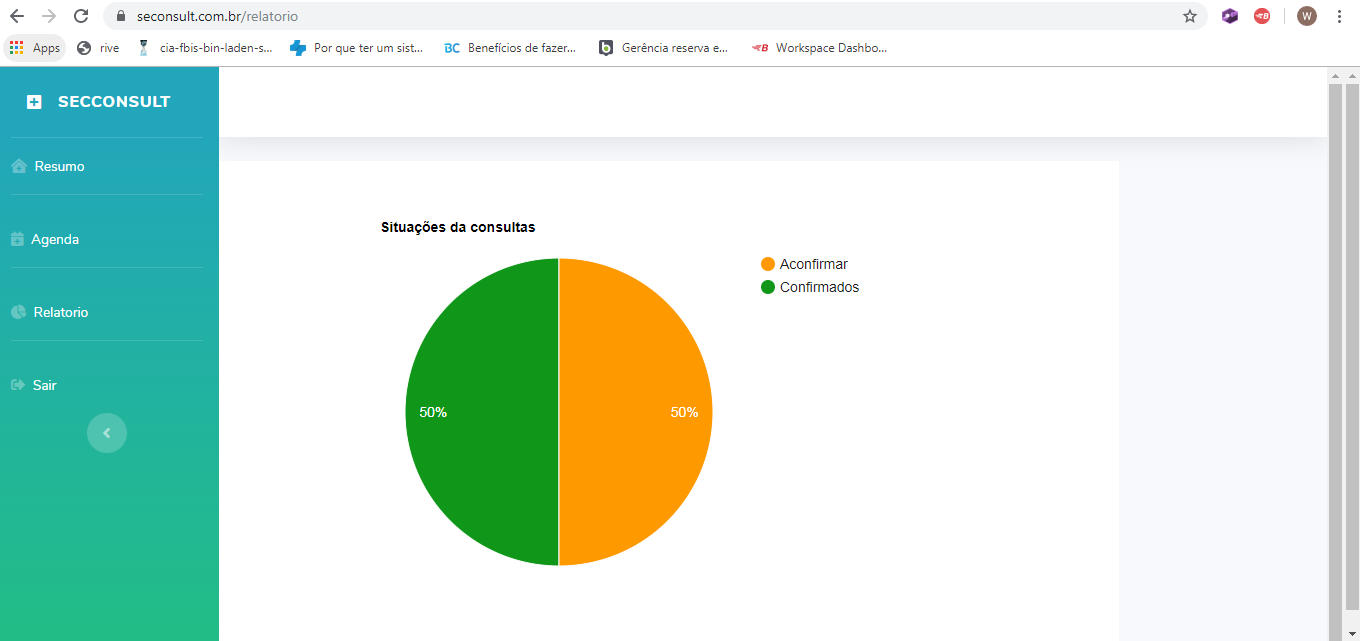 seconsult.com.br/relatorio
W
Apps rive cia-fbis-bin-laden-s... Por que ter um sist... BC Benefícios de fazer... Gerência reserva e... B Workspace Dashbo...
SECCONSULT
Resumo
Agenda
Relatorio
Sair
Situações da consultas
Aconfirmar
Confirmados
50%
50%